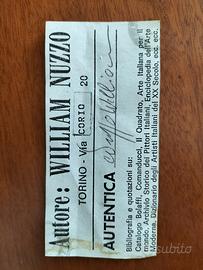 Autore: WILLIAM NUZZO
TORINO - Via CORIO 20
AUTENTICA
Bibliografia e quotazioni su:
Catalogo Bolaffi, Comanducci, Il Quadrato, Arte Italiana per il
mondo, Archivio Storico dei Pittori Italiani, Enciclopedia dell'Arte
Moderna, Dizionario degli Artisti Italiani del XX Secolo, ecc. ecc.
subito